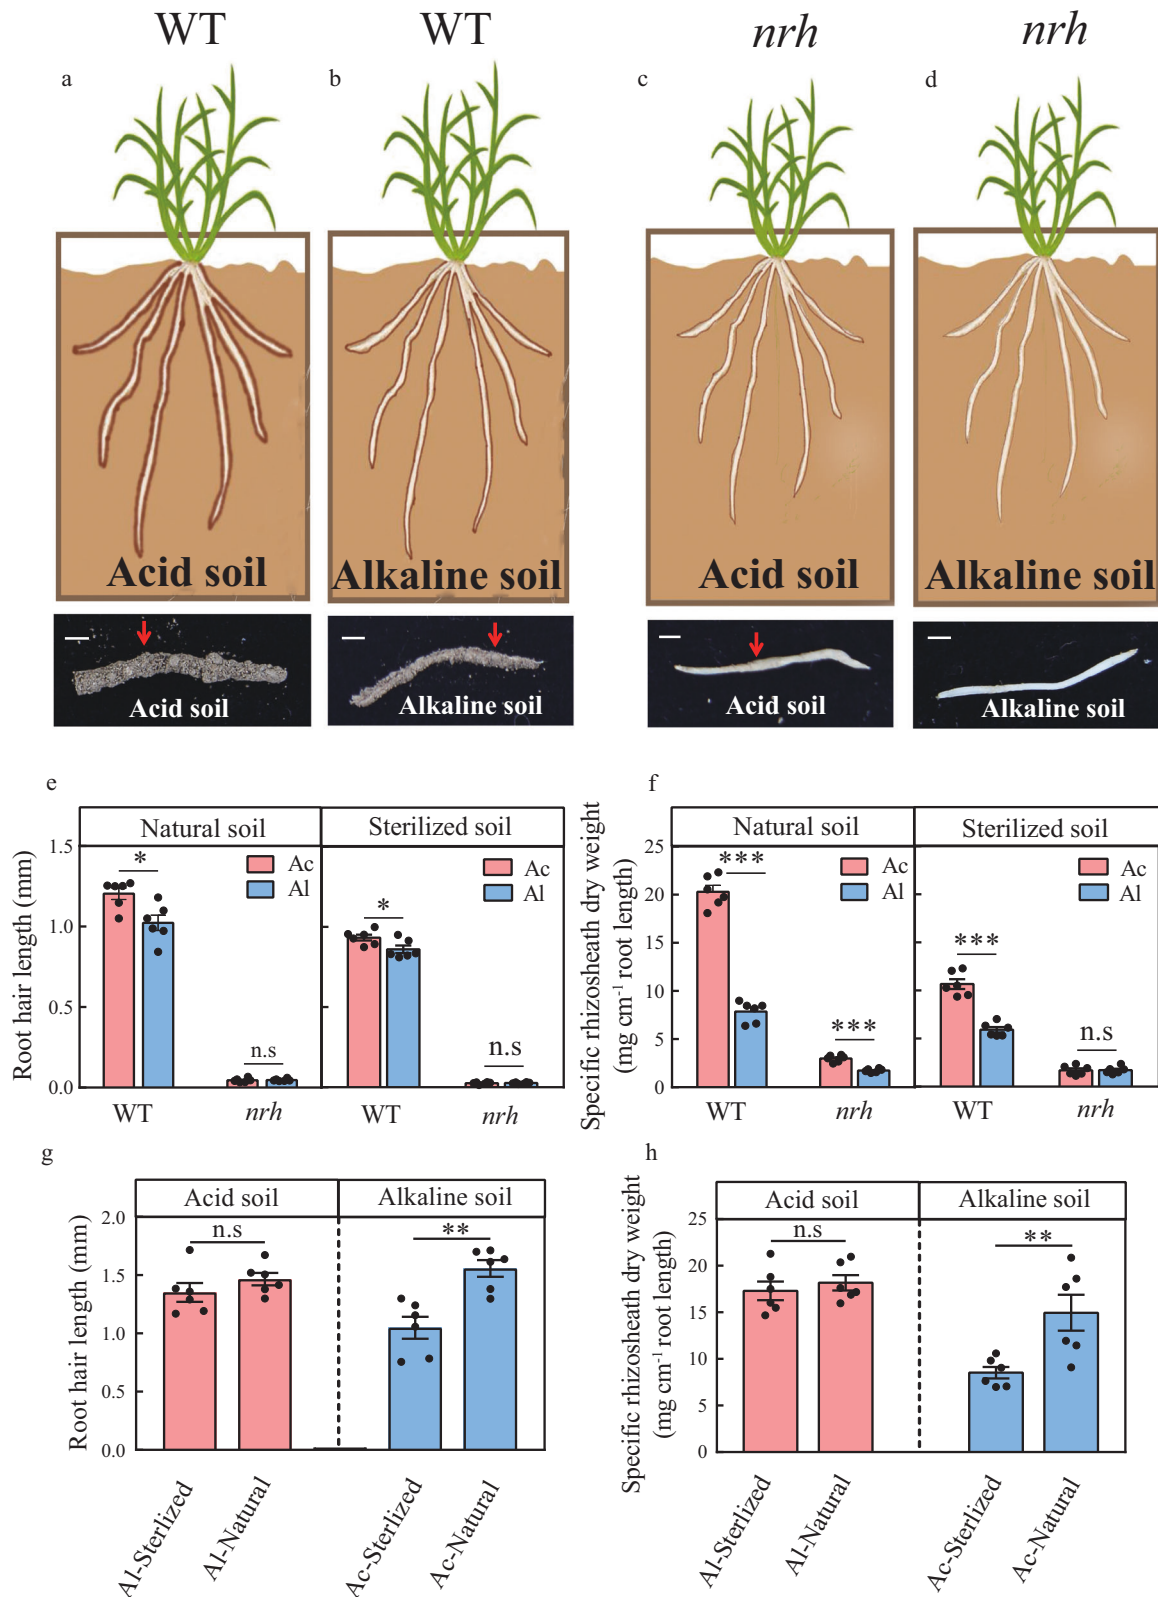 WT
WT
nrh
nrh
a
b
c
d
Acid soil
Alkaline soil
Acid soil
Alkaline soil
Acid soil
Alkaline soil
Acid soil
Alkaline soil
e
Root hair length (mm)
Natural soil
Sterilized soil
1.5
1.0
0.5
0.0
*
n.s
Ac
Al
*
n.s
Ac
Al
WT
nrh
WT
nrh
f
Specific rhizosheath dry weight
(mg cm⁻¹ root length)
Natural soil
Sterilized soil
25
20
15
10
5
0
***
***
Ac
Al
***
n.s
Ac
Al
WT
nrh
WT
nrh
g
Root hair length (mm)
Acid soil
Alkaline soil
2.0
1.5
1.0
0.5
0.0
n.s
**
Al-Sterlized
Al-Natural
Ac-Sterlized
Ac-Natural
h
Specific rhizosheath dry weight
(mg cm⁻¹ root length)
Acid soil
Alkaline soil
25
20
15
10
5
0
n.s
**
Al-Sterlized
Al-Natural
Ac-Sterlized
Ac-Natural